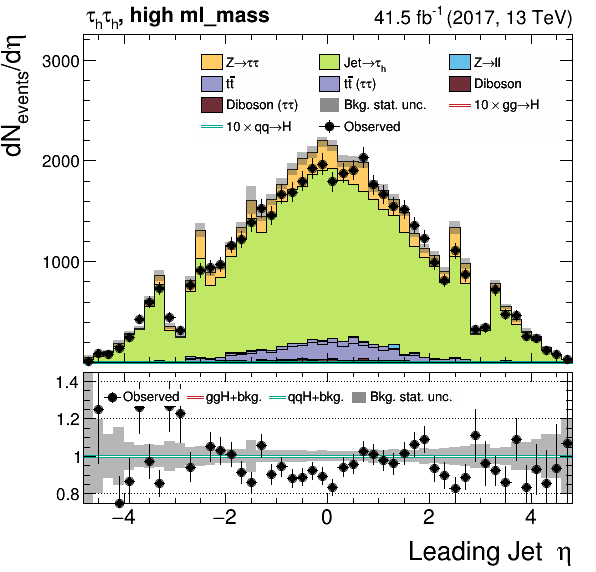 τhτh, high ml_mass 41.5 fb-1 (2017, 13 TeV)
dNevents/dη
Z→ττ Jet→τh Z→ll
tt̄ tt̄ (ττ) Diboson
Diboson (ττ) Bkg. stat. unc. 10 × gg→H
10 × qq→H Observed
3000
2000
1000
1.4
Observed ggH+bkg. qqH+bkg. Bkg. stat. unc.
1.2
1
0.8
−4 −2 0 2 4
Leading Jet η